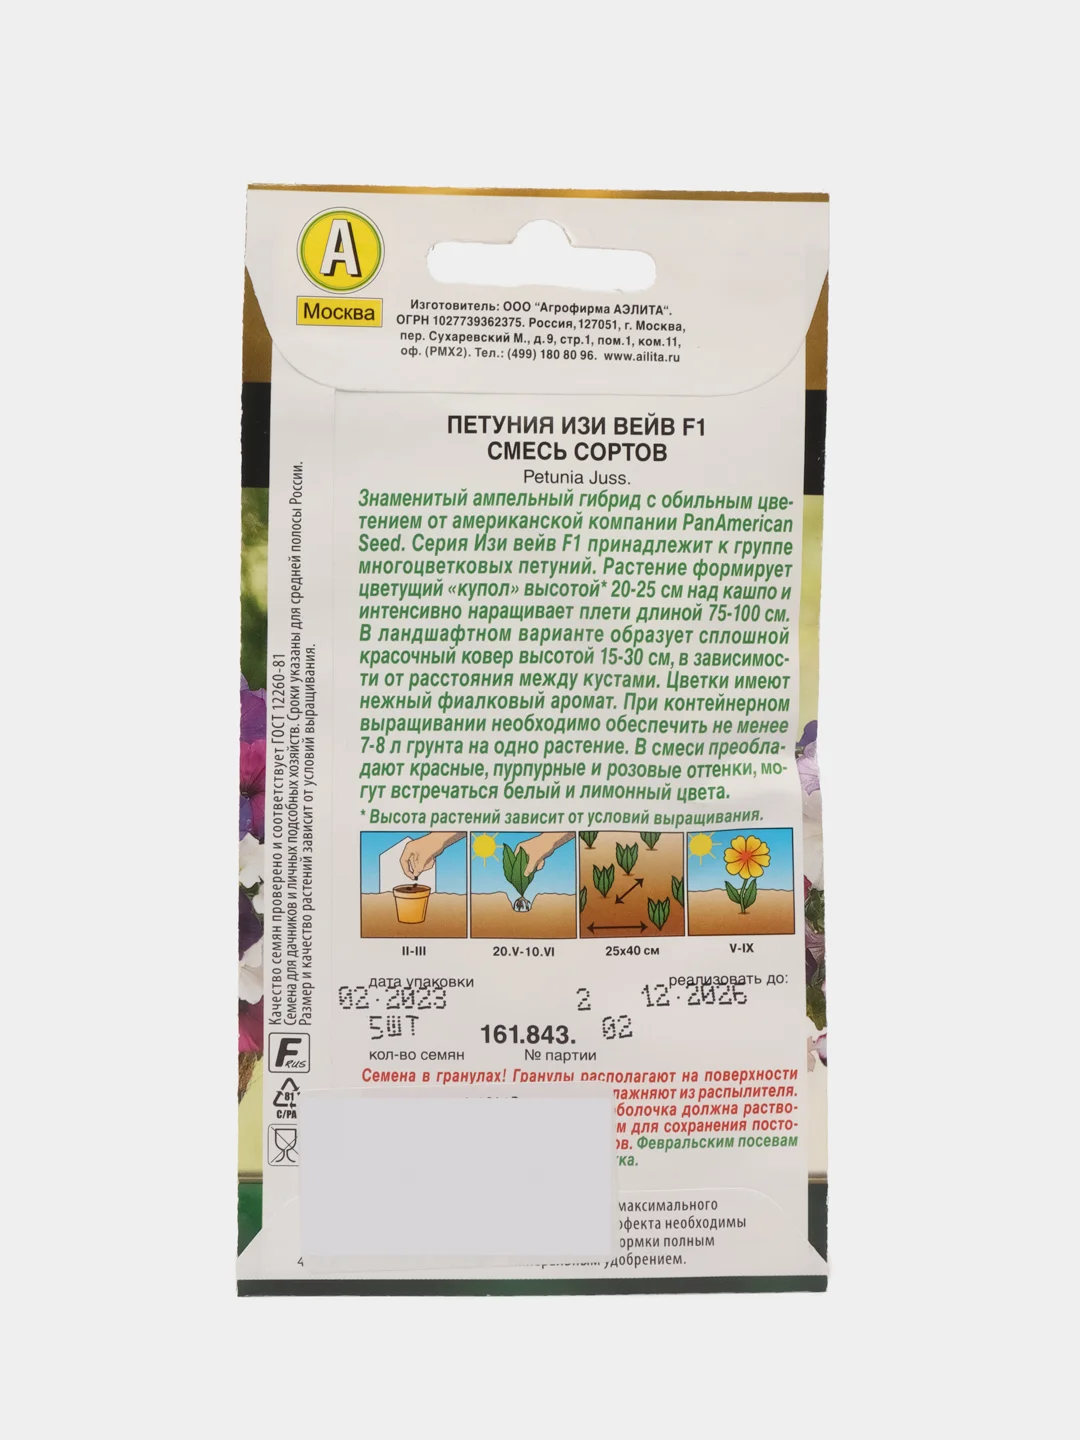 А
Москва
Изготовитель: ООО "Агрофирма АЭЛИТА".
ОГРН 1027739362375. Россия,127051, г. Москва,
пер. Сухаревский М., д.9, стр.1, пом.1, ком.11,
оф. (РМХ2). Тел.: (499) 180 80 96. www.ailita.ru
ПЕТУНИЯ ИЗИ ВЕЙВ F1
СМЕСЬ СОРТОВ
Petunia Juss.
Знаменитый ампельный гибрид с обильным цве-
тением от американской компании PanAmerican
Seed. Серия Изи вейв F1 принадлежит к группе
многоцветковых петуний. Растение формирует
цветущий «купол» высотой* 20-25 см над кашпо и
интенсивно наращивает плети длиной 75-100 см.
В ландшафтном варианте образует сплошной
красочный ковер высотой 15-30 см, в зависимос-
ти от расстояния между кустами. Цветки имеют
нежный фиалковый аромат. При контейнерном
выращивании необходимо обеспечить не менее
7-8 л грунта на одно растение. В смеси преобла-
дают красные, пурпурные и розовые оттенки, мо-
гут встречаться белый и лимонный цвета.
* Высота растений зависит от условий выращивания.
II-III 20.V-10.VI 25x40 см V-IX
дата упаковки реализовать до:
02·2023 2 12·2026
5ШТ 161.843. 02
кол-во семян № партии
Семена в гранулах! Гранулы располагают на поверхности
лажняют из распылителя.
оболочка должна раство-
м для сохранения посто-
ов. Февральским посевам
ка.
максимального
фекта необходимы
ормки полным
удобрением.
4
Качество семян проверено и соответствует ГОСТ 12260-81
Семена для дачников и личных подсобных хозяйств. Сроки указаны для средней полосы России.
Размер и качество растений зависит от условий выращивания.
F RUS
81
C/PA